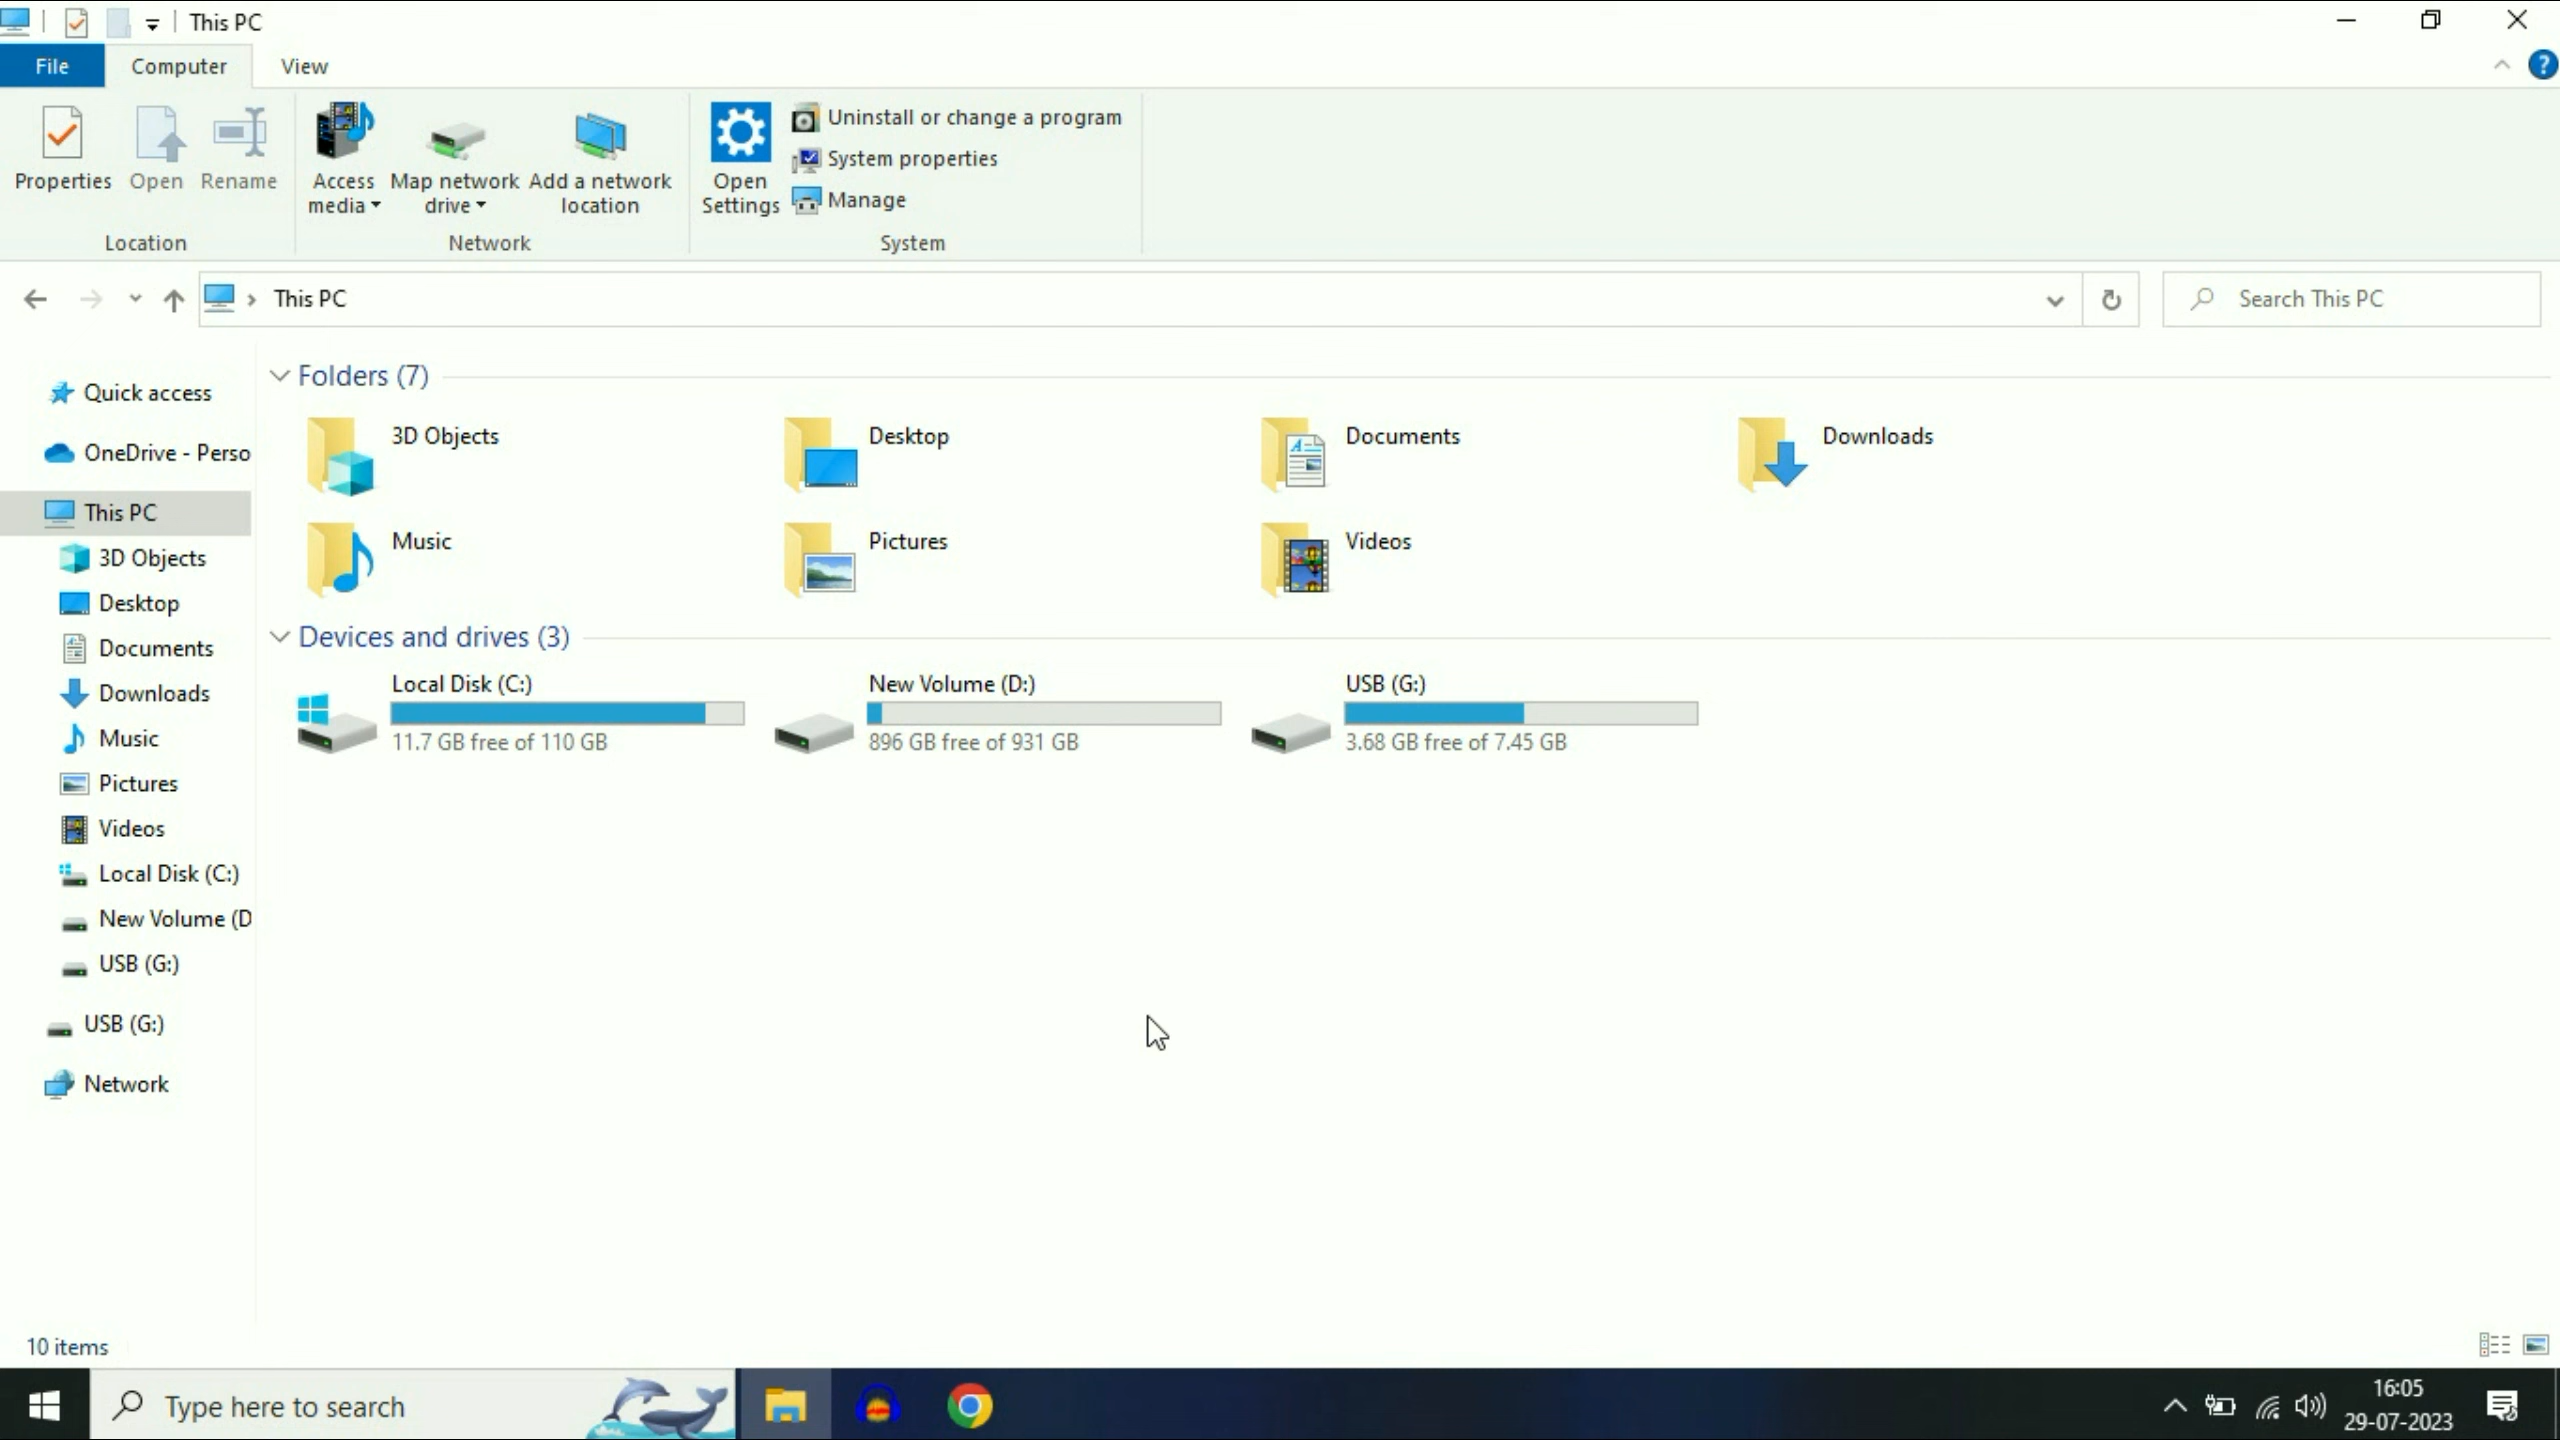 This PC
File
Computer
View
Properties
Open
Rename
Location
Access media
Map network drive
Add a network location
Network
Open Settings
Uninstall or change a program
System properties
Manage
System
This PC
Search This PC
Quick access
OneDrive - Perso
This PC
3D Objects
Desktop
Documents
Downloads
Music
Pictures
Videos
Local Disk (C:)
New Volume (D
USB (G:)
USB (G:)
Network
Folders (7)
3D Objects
Desktop
Documents
Downloads
Music
Pictures
Videos
Devices and drives (3)
Local Disk (C:)
11.7 GB free of 110 GB
New Volume (D:)
896 GB free of 931 GB
USB (G:)
3.68 GB free of 7.45 GB
10 items
Type here to search
16:05
29-07-2023